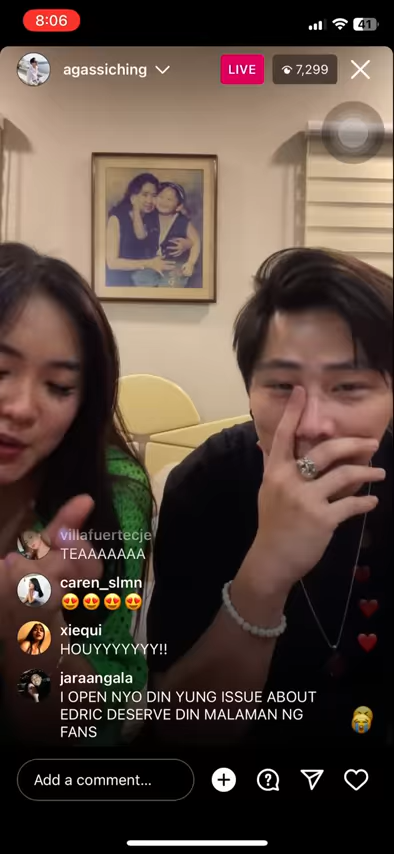 8:06
41
agassiching
LIVE
7,299
villafuertecje
TEAAAAAAA
caren_slmn
😍😍😍😍
xiequi
HOUYYYYYYY!!
jaraangala
I OPEN NYO DIN YUNG ISSUE ABOUT
EDRIC DESERVE DIN MALAMAN NG
FANS
Add a comment...